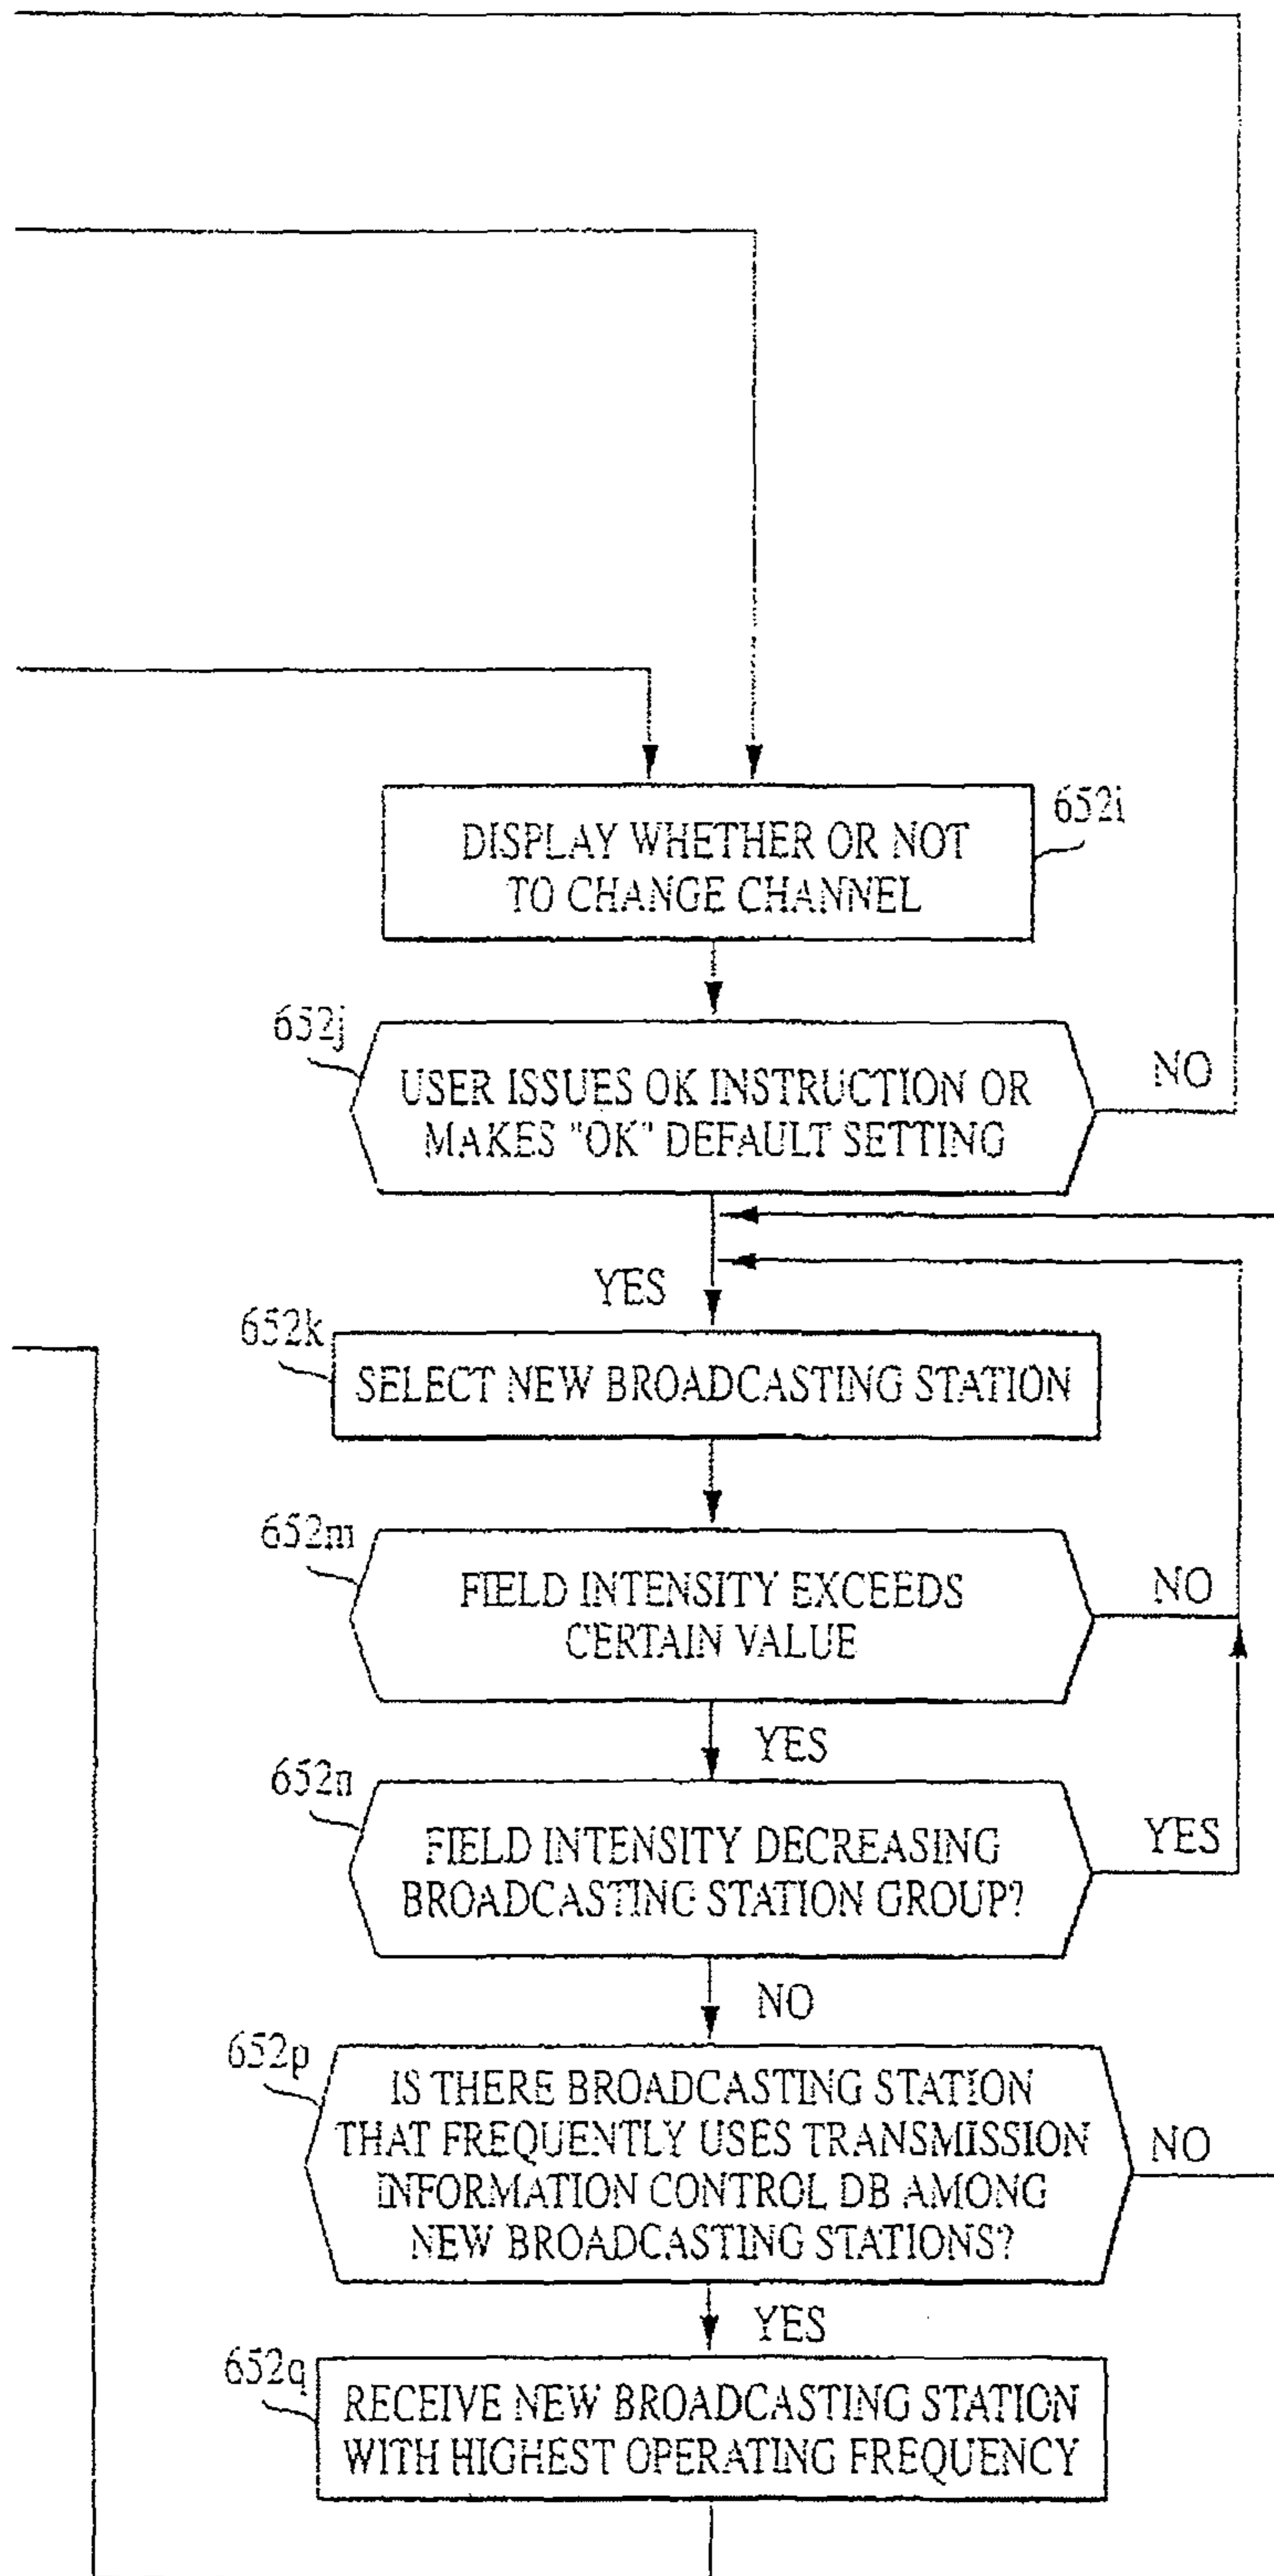 652i
DISPLAY WHETHER OR NOT
TO CHANGE CHANNEL
652j
USER ISSUES OK INSTRUCTION OR
MAKES "OK" DEFAULT SETTING
NO
YES
652k
SELECT NEW BROADCASTING STATION
652m
FIELD INTENSITY EXCEEDS
CERTAIN VALUE
NO
YES
652n
FIELD INTENSITY DECREASING
BROADCASTING STATION GROUP?
YES
NO
652p
IS THERE BROADCASTING STATION
THAT FREQUENTLY USES TRANSMISSION
INFORMATION CONTROL DB AMONG
NEW BROADCASTING STATIONS?
NO
YES
652q
RECEIVE NEW BROADCASTING STATION
WITH HIGHEST OPERATING FREQUENCY